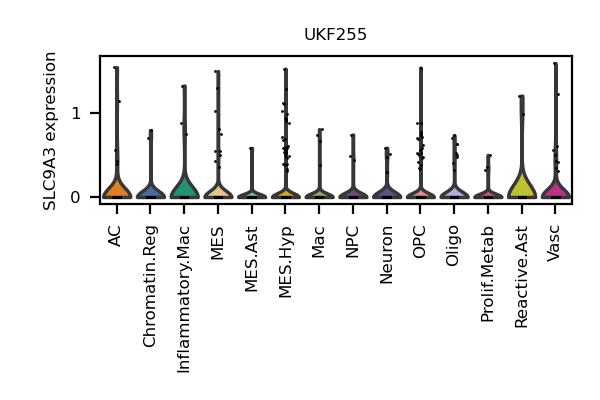 UKF255
SLC9A3 expression
1
0
AC
Chromatin.Reg
Inflammatory.Mac
MES
MES.Ast
MES.Hyp
Mac
NPC
Neuron
OPC
Oligo
Prolif.Metab
Reactive.Ast
Vasc